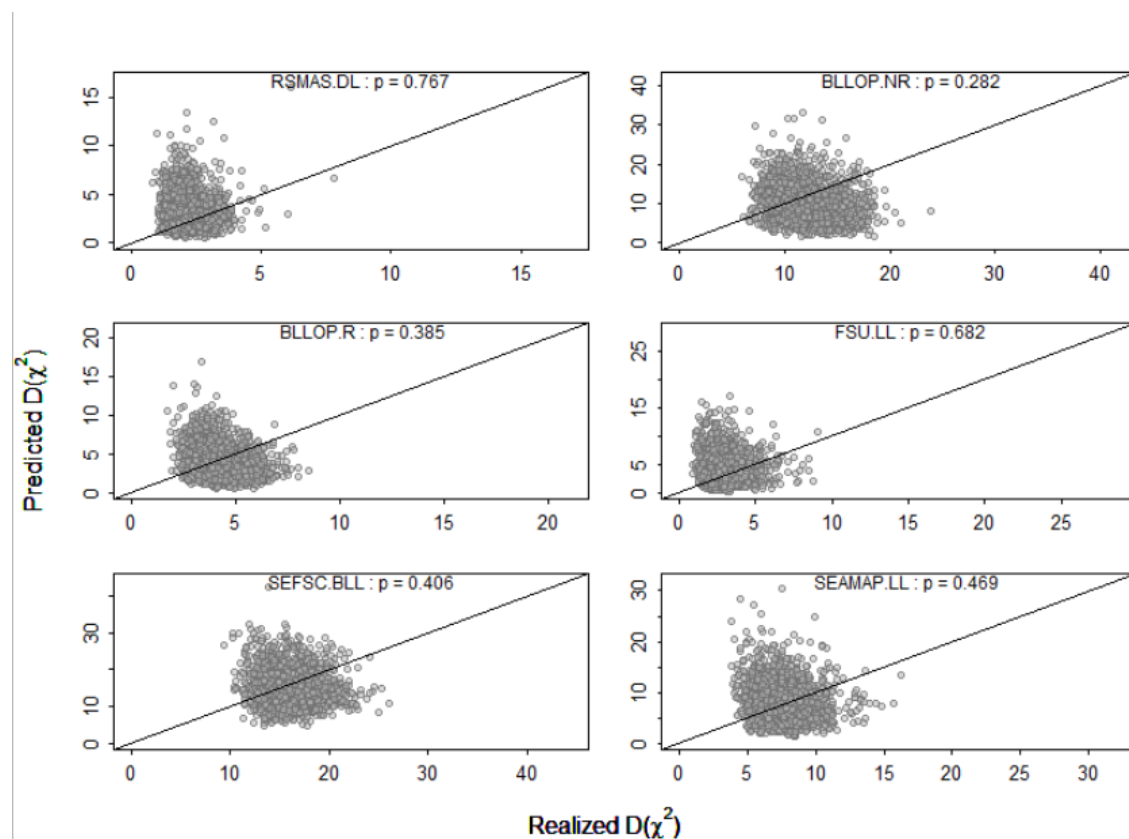 RSMAS.DL : p = 0.767
15
10
5
0
0 5 10 15
BLLOP.NR : p = 0.282
40
30
20
10
0
0 10 20 30 40
BLLOP.R : p = 0.385
20
15
10
5
0
0 5 10 15 20
FSU.LL : p = 0.682
25
15
5
0
0 5 10 15 20 25
SEFSC.BLL : p = 0.406
30
10
0
0 10 20 30 40
SEAMAP.LL : p = 0.469
30
20
10
0
0 5 10 15 20 25 30
Predicted D(χ²)
Realized D(χ²)